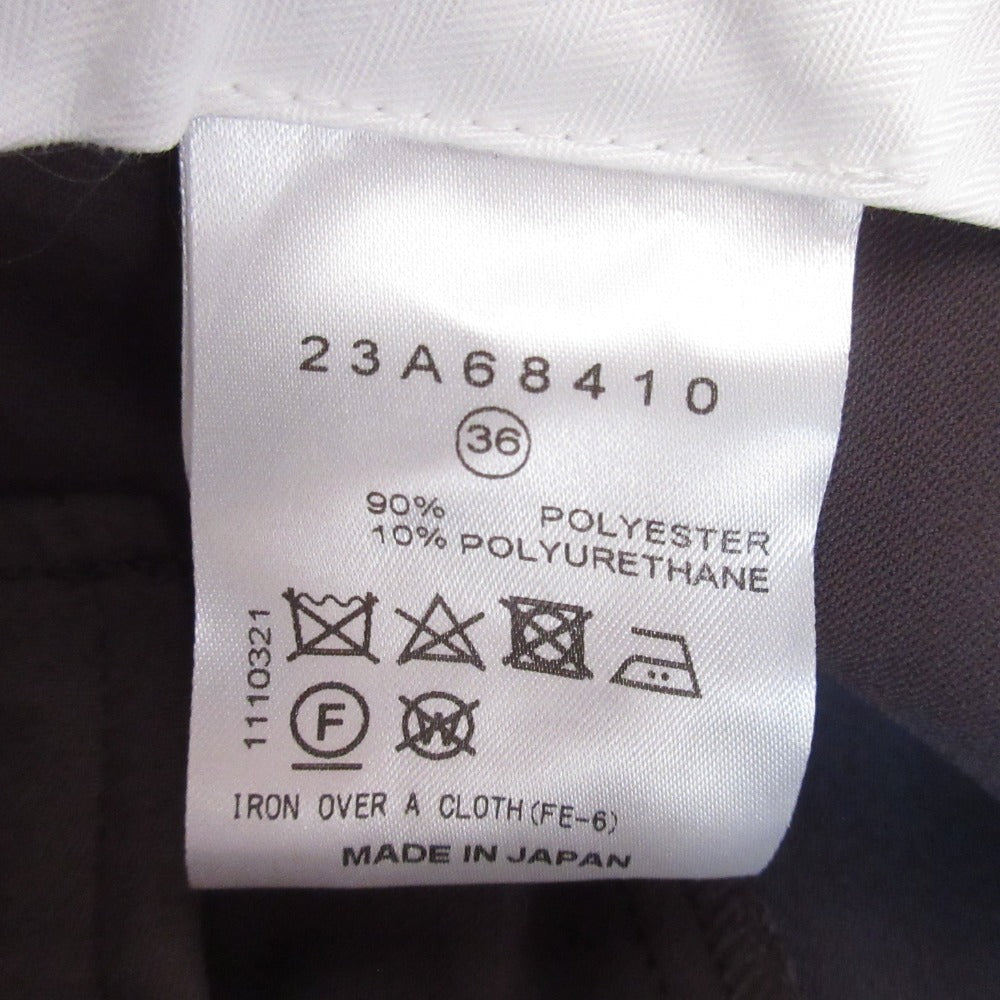 23A68410
36
90% POLYESTER
10% POLYURETHANE
1110321
F
W
IRON OVER A CLOTH(FE-6)
MADE IN JAPAN